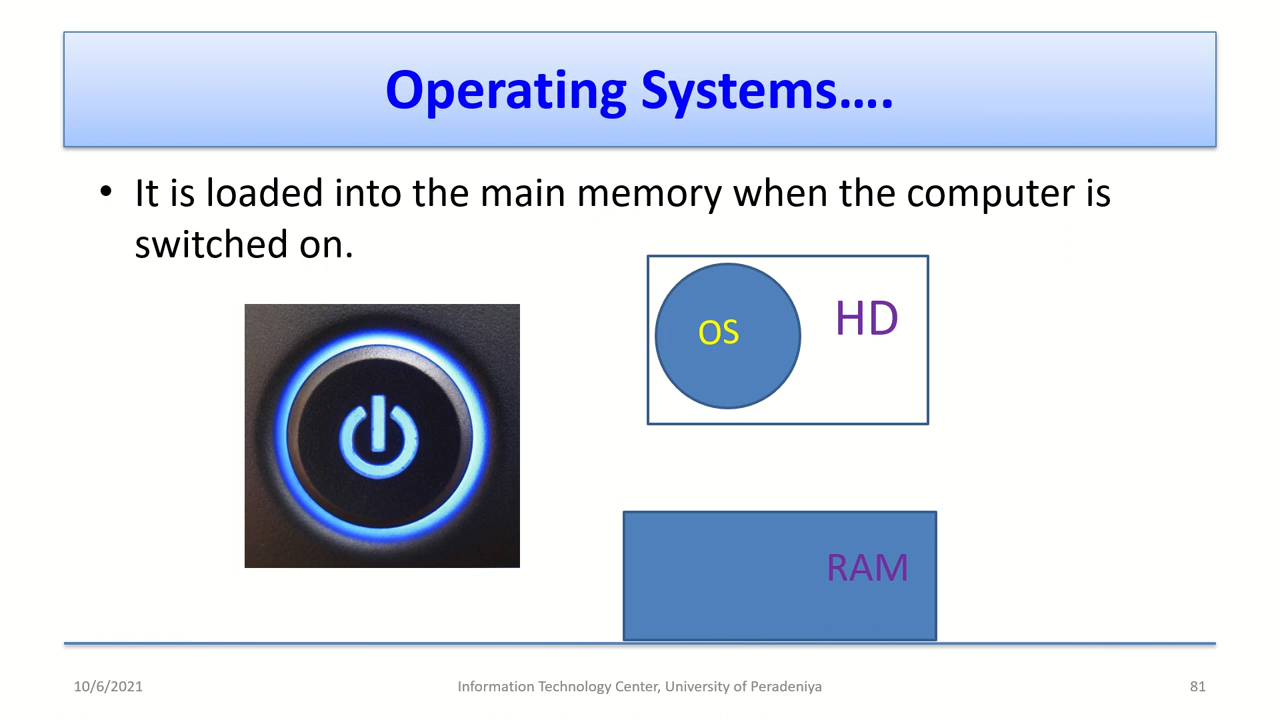 Operating Systems….
• It is loaded into the main memory when the computer is
switched on.
OS
HD
RAM
10/6/2021
Information Technology Center, University of Peradeniya
81